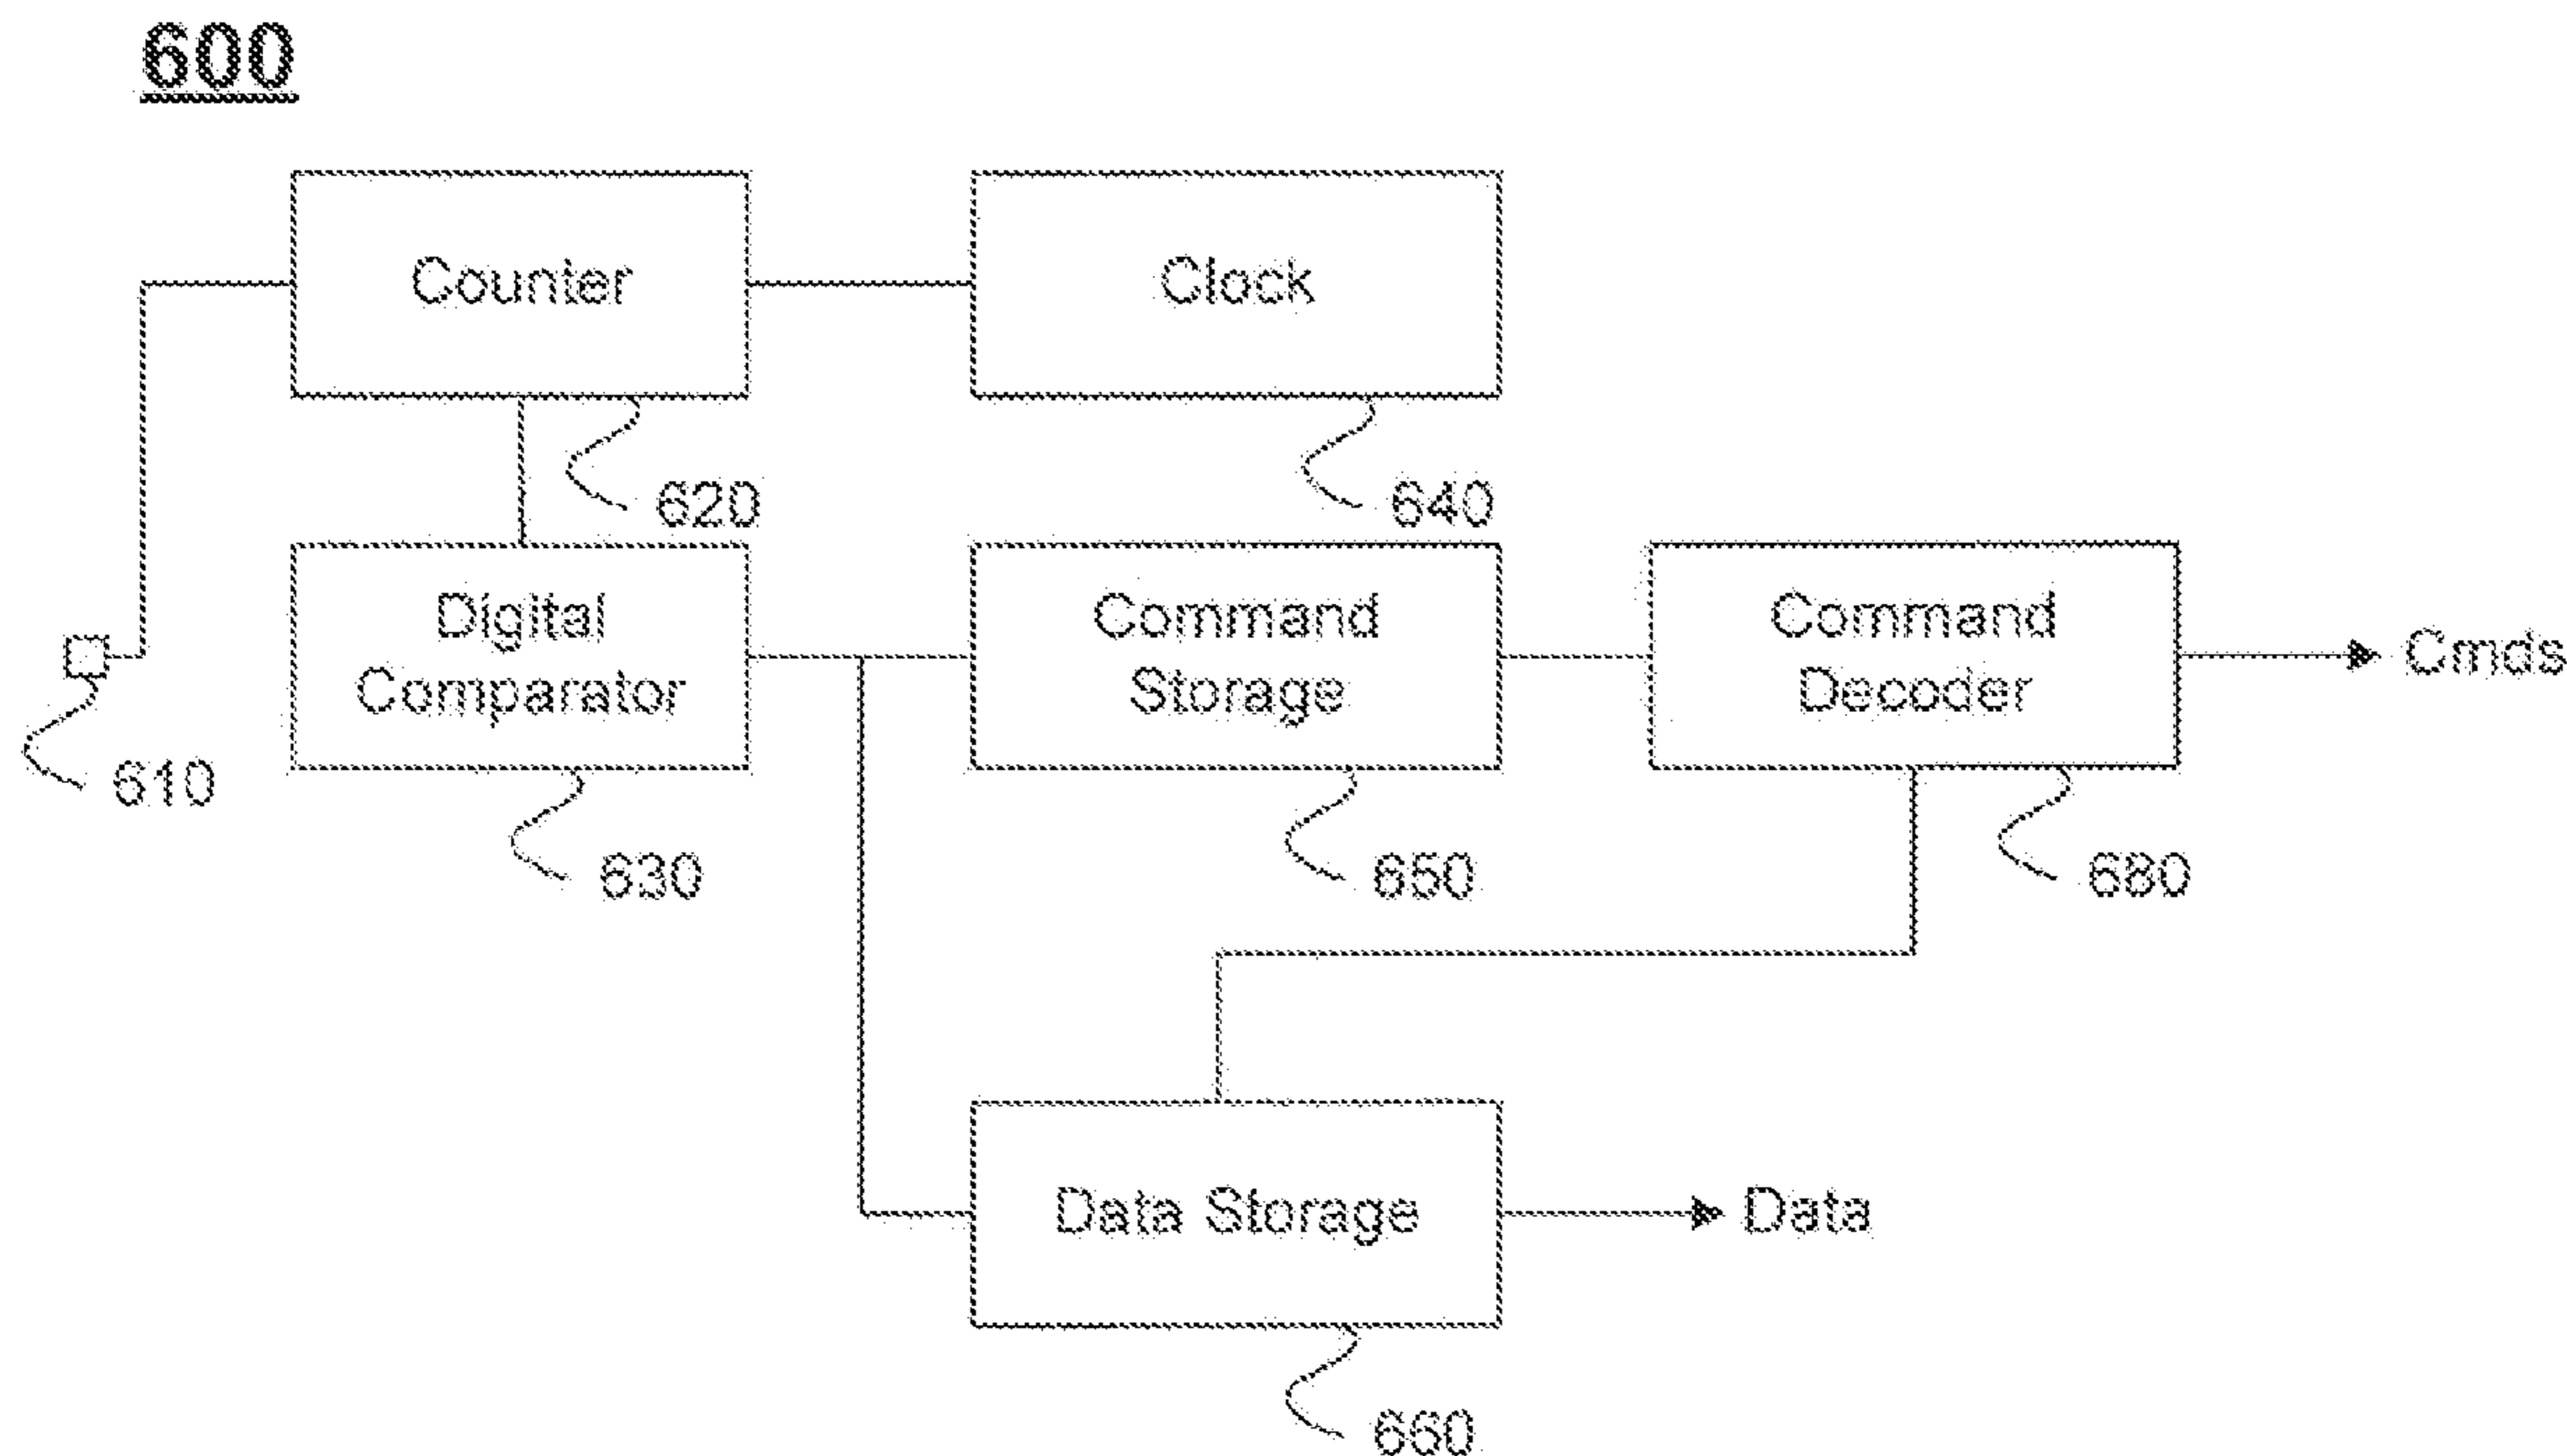 600
Counter
Clock
620
640
Digital
Comparator
Command
Storage
Command
Decoder
Cmds
610
630
650
680
Data Storage
Data
660